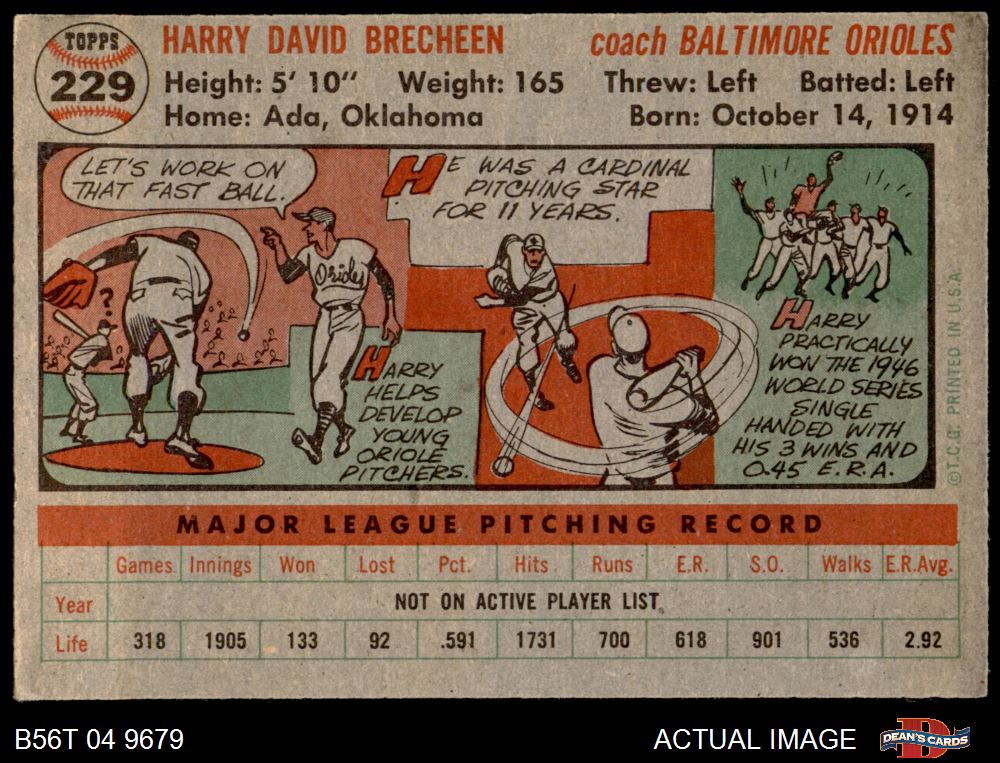 TOPPS
229
HARRY DAVID BRECHEEN
coach BALTIMORE ORIOLES
Height: 5' 10" Weight: 165 Threw: Left Batted: Left
Home: Ada, Oklahoma Born: October 14, 1914
LET'S WORK ON
THAT FAST BALL.
?
Orioles
HARRY
HELPS
DEVELOP
YOUNG
ORIOLE
PITCHERS.
HE WAS A CARDINAL
PITCHING STAR
FOR 11 YEARS.
HARRY
PRACTICALLY
WON THE 1946
WORLD SERIES
SINGLE
HANDED WITH
HIS 3 WINS AND
0.45 E.R.A.
© T.C.G. PRINTED IN U.S.A.
MAJOR LEAGUE PITCHING RECORD
Games Innings Won Lost Pct. Hits Runs E.R. S.O. Walks E.R.Avg.
Year NOT ON ACTIVE PLAYER LIST
Life 318 1905 133 92 .591 1731 700 618 901 536 2.92
B56T 04 9679
ACTUAL IMAGE
D
DEAN'S CARDS